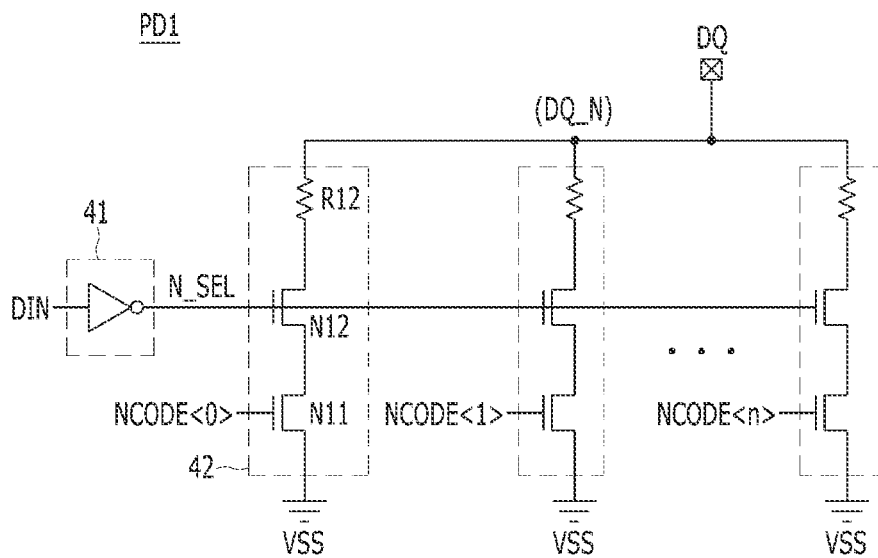 PD1
DQ
(DQ_N)
R12
41
N_SEL
DIN
N12
NCODE<0>
N11
NCODE<1>
. . .
NCODE<n>
42
VSS
VSS
VSS